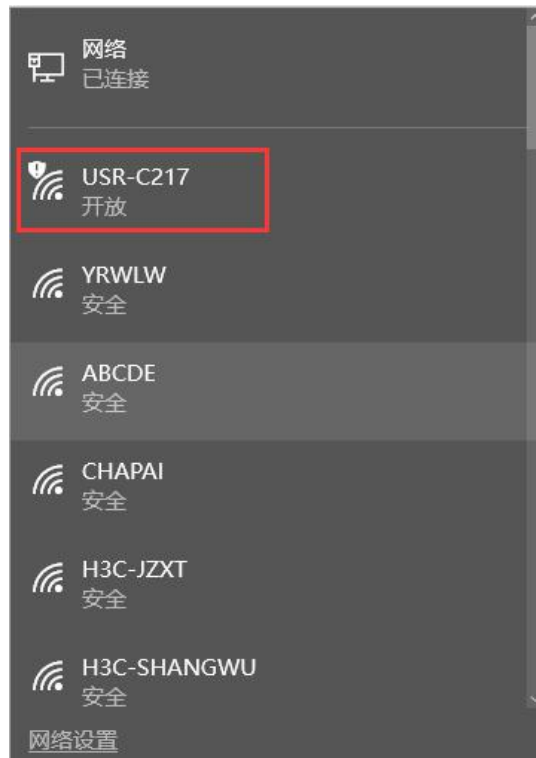 网络
已连接
USR-C217
开放
YRWLW
安全
ABCDE
安全
CHAPAI
安全
H3C-JZXT
安全
H3C-SHANGWU
安全
网络设置